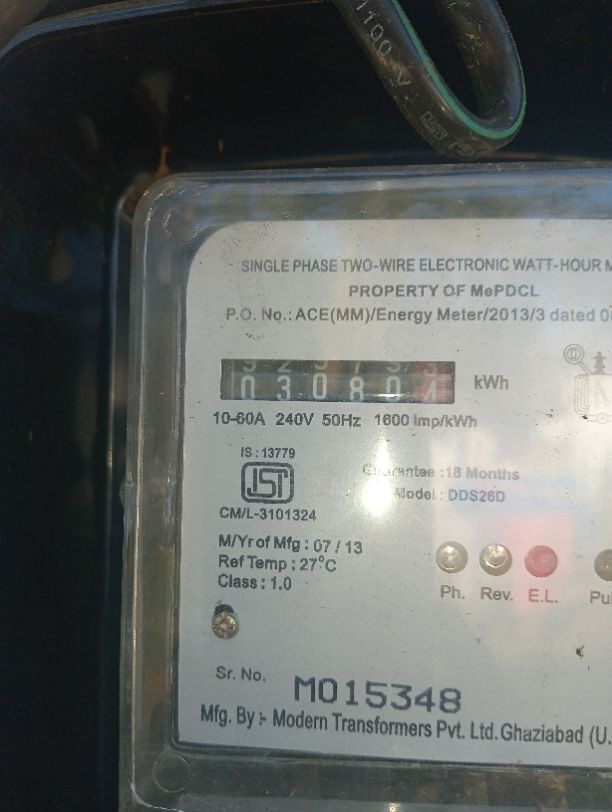 1100 V
SINGLE PHASE TWO-WIRE ELECTRONIC WATT-HOUR
PROPERTY OF MePDCL
P.O. No.: ACE(MM)/Energy Meter/2013/3 dated
030804 kWh
10-60A 240V 50Hz 1600 Imp/kWh
IS : 13779
ISI
CM/L-3101324
Guarantee :18 Months
Model : DDS26D
M/Yr of Mfg : 07 / 13
Ref Temp : 27°C
Class : 1.0
Ph. Rev. E.L.
Sr. No.
M015348
Mfg. By :- Modern Transformers Pvt. Ltd. Ghaziabad (U.